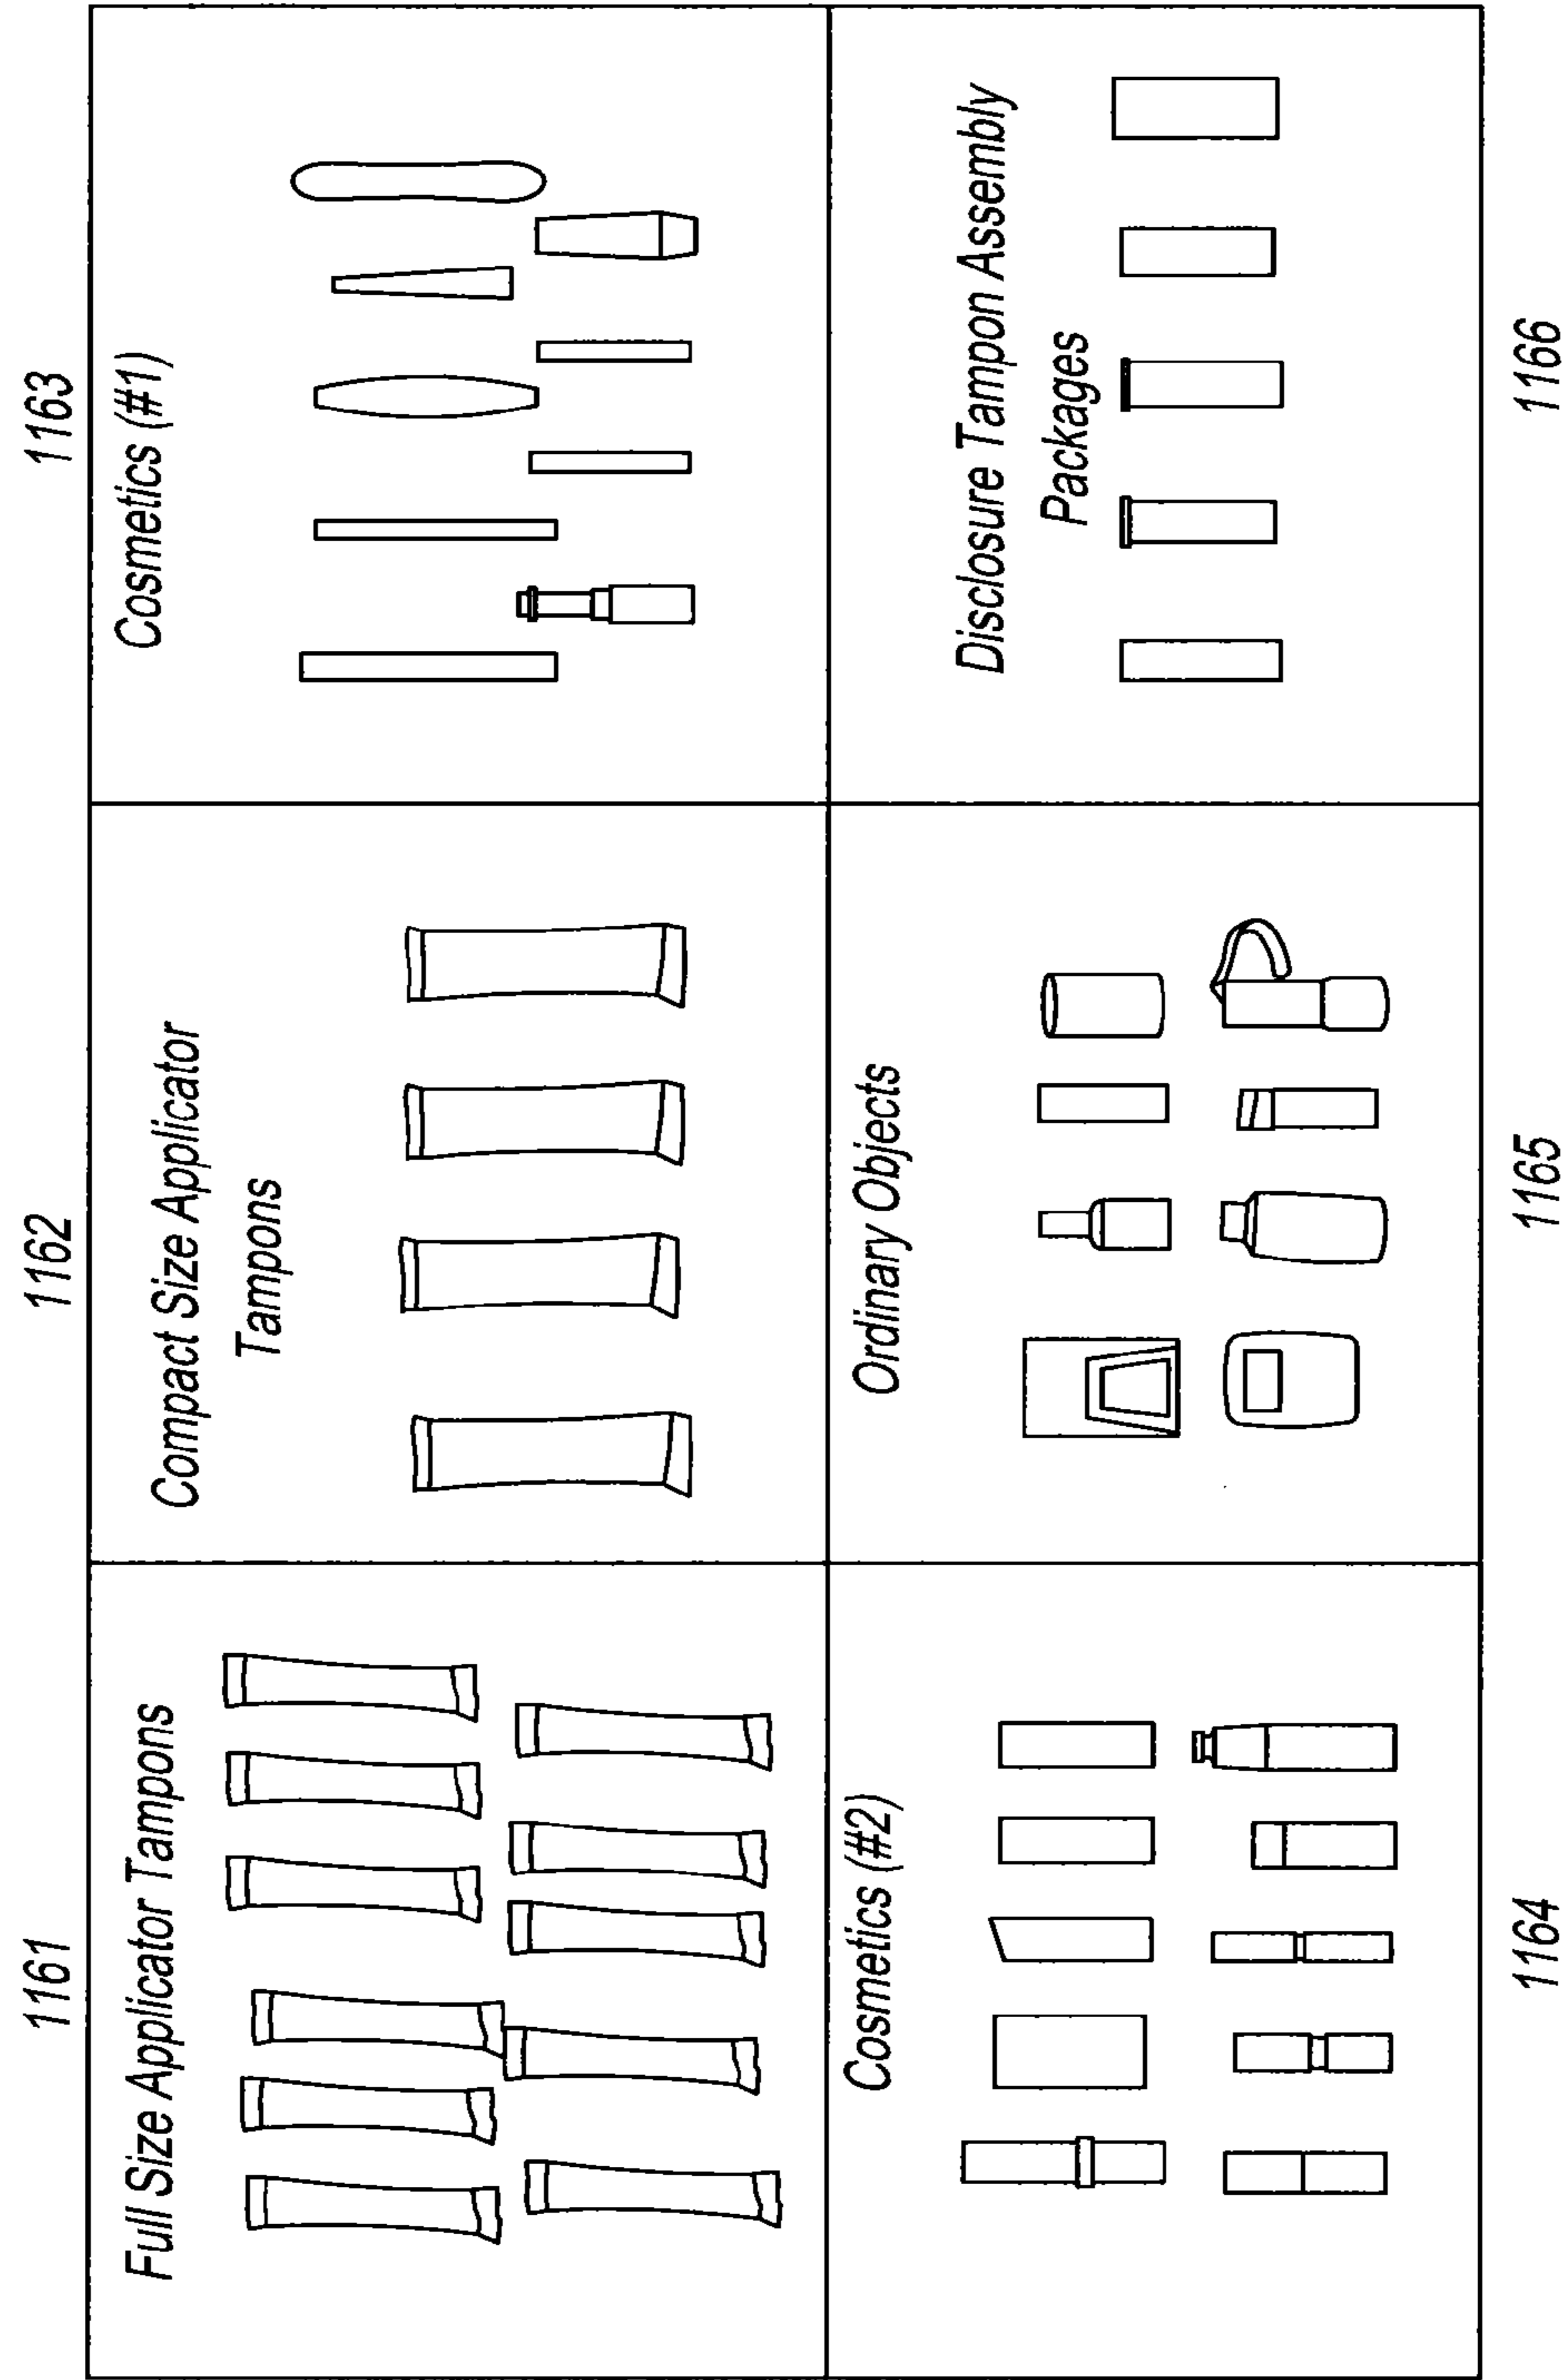 1161
1162
1163
Full Size Applicator Tampons
Compact Size Applicator
Tampons
Cosmetics (#1)
Cosmetics (#2)
Ordinary Objects
Disclosure Tampon Assembly
Packages
1164
1165
1166